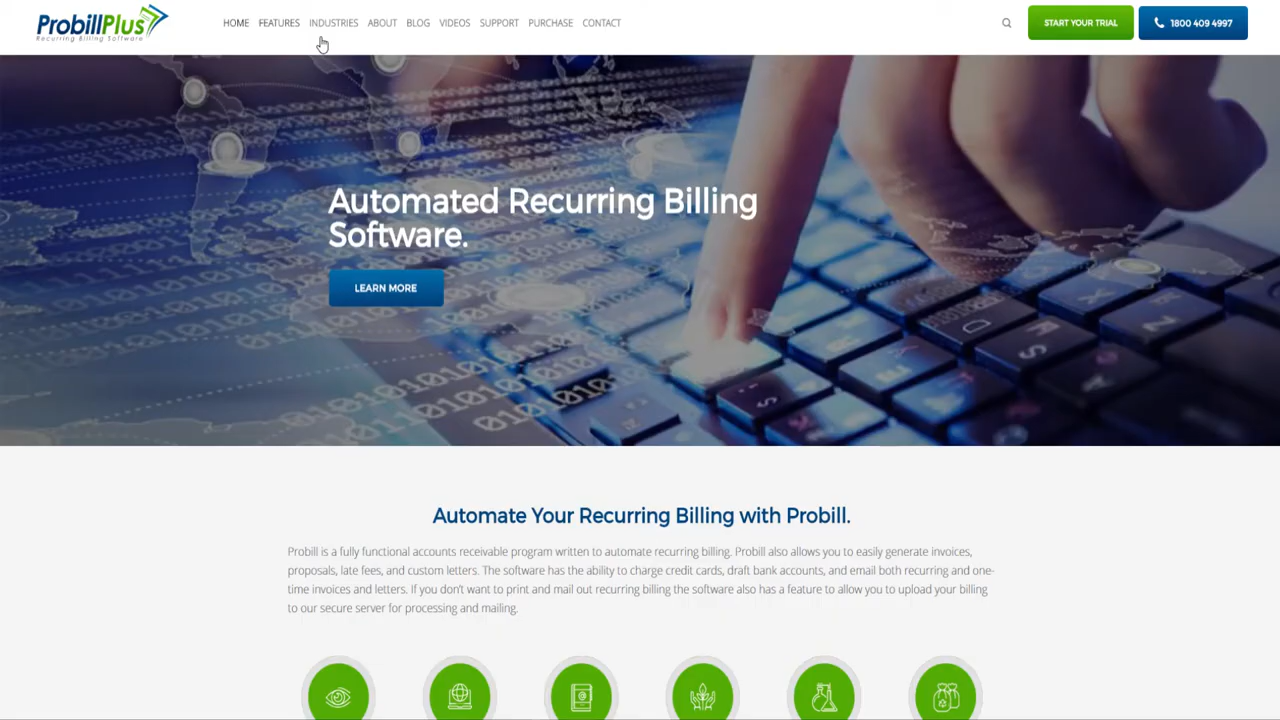 ProbillPlus
Recurring Billing Software
HOME FEATURES INDUSTRIES ABOUT BLOG VIDEOS SUPPORT PURCHASE CONTACT
START YOUR TRIAL
1800 409 4997
Automated Recurring Billing
Software.
LEARN MORE
Automate Your Recurring Billing with Probill.
Probill is a fully functional accounts receivable program written to automate recurring billing. Probill also allows you to easily generate invoices,
proposals, late fees, and custom letters. The software has the ability to charge credit cards, draft bank accounts, and email both recurring and one-
time invoices and letters. If you don't want to print and mail out recurring billing the software also has a feature to allow you to upload your billing
to our secure server for processing and mailing.